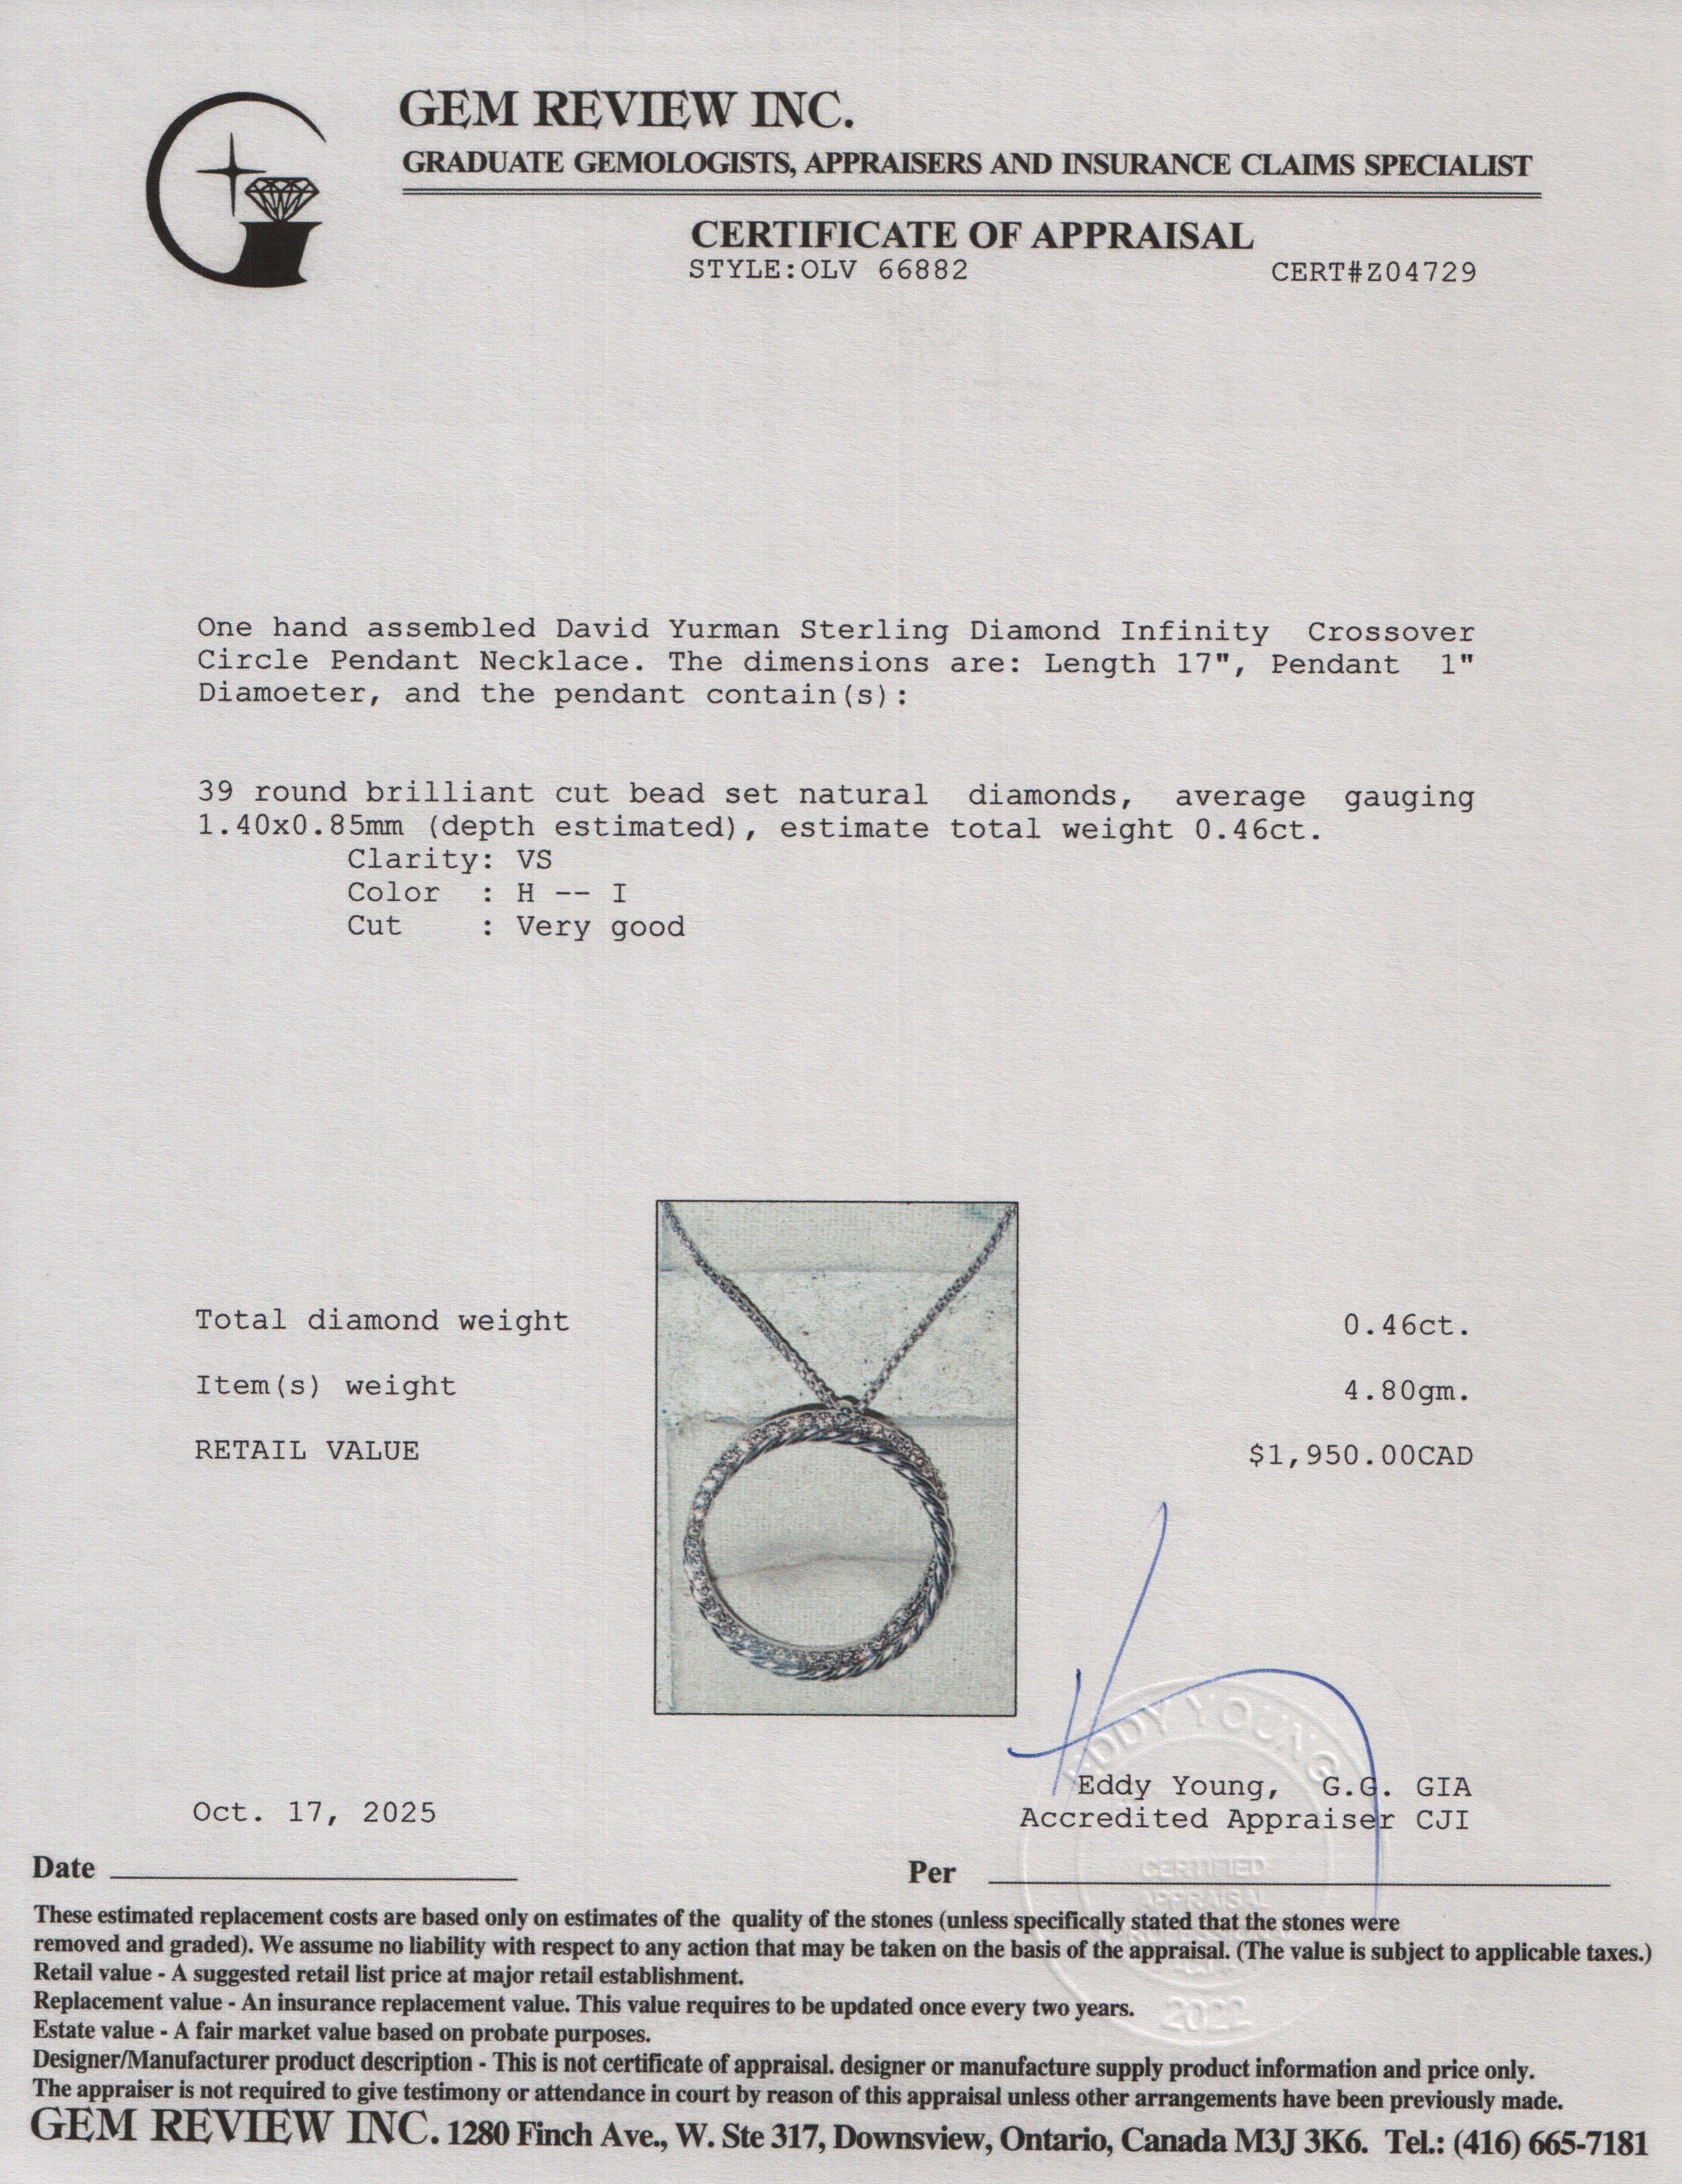 GEM REVIEW INC.
GRADUATE GEMOLOGISTS, APPRAISERS AND INSURANCE CLAIMS SPECIALIST
CERTIFICATE OF APPRAISAL
STYLE:OLV 66882 CERT#Z04729
One hand assembled David Yurman Sterling Diamond Infinity Crossover
Circle Pendant Necklace. The dimensions are: Length 17", Pendant 1"
Diamoeter, and the pendant contain(s):
39 round brilliant cut bead set natural diamonds, average gauging
1.40x0.85mm (depth estimated), estimate total weight 0.46ct.
Clarity: VS
Color : H -- I
Cut : Very good
Total diamond weight 0.46ct.
Item(s) weight 4.80gm.
RETAIL VALUE $1,950.00CAD
EDDY YOUNG
Eddy Young, G.G. GIA
Oct. 17, 2025 Accredited Appraiser CJI
Date Per
CERTIFIED
APPRAISAL
2022
These estimated replacement costs are based only on estimates of the quality of the stones (unless specifically stated that the stones were
removed and graded). We assume no liability with respect to any action that may be taken on the basis of the appraisal. (The value is subject to applicable taxes.)
Retail value - A suggested retail list price at major retail establishment.
Replacement value - An insurance replacement value. This value requires to be updated once every two years.
Estate value - A fair market value based on probate purposes.
Designer/Manufacturer product description - This is not certificate of appraisal. designer or manufacture supply product information and price only.
The appraiser is not required to give testimony or attendance in court by reason of this appraisal unless other arrangements have been previously made.
GEM REVIEW INC. 1280 Finch Ave., W. Ste 317, Downsview, Ontario, Canada M3J 3K6. Tel.: (416) 665-7181